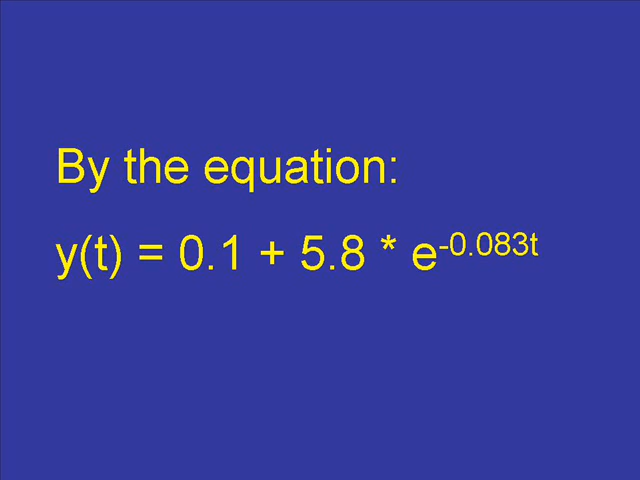 By the equation:
y(t) = 0.1 + 5.8 * e^-0.083t